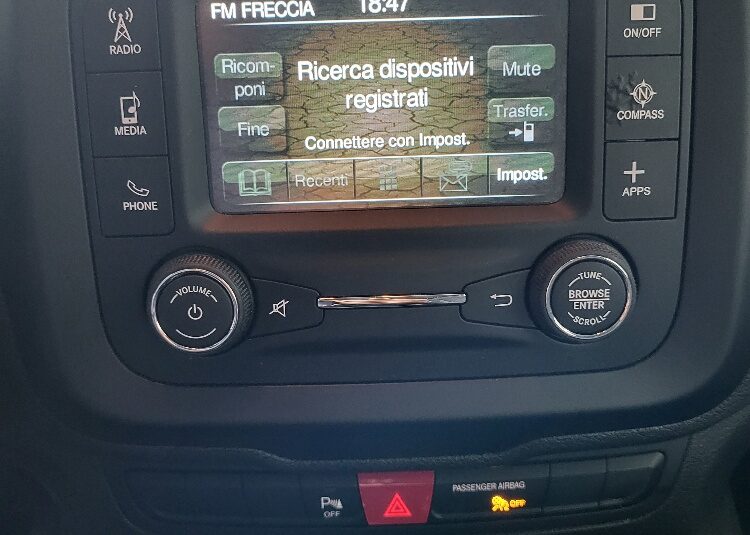 FM FRECCIA
18:47
RADIO
MEDIA
PHONE
Ricom-
poni
Fine
Ricerca dispositivi
registrati
Connettere con Impost.
Mute
Trasfer.
Recenti
Impost.
ON/OFF
N
COMPASS
APPS
VOLUME
TUNE
BROWSE
ENTER
SCROLL
P
OFF
PASSENGER AIRBAG
OFF